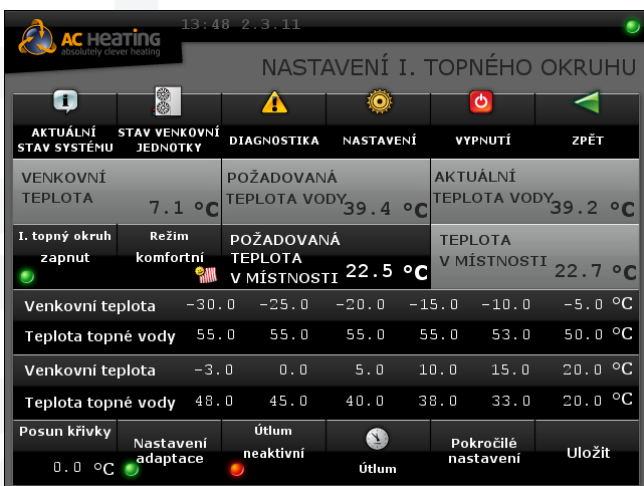 AC Heating
absolutely clever heating
13:48 2.3.11
NASTAVENÍ I. TOPNÉHO OKRUHU
AKTUÁLNÍ STAV SYSTÉMU
STAV VENKOVNÍ JEDNOTKY
DIAGNOSTIKA
NASTAVENÍ
VYPNUTÍ
ZPĚT
VENKOVNÍ TEPLOTA 7.1 °C
POŽADOVANÁ TEPLOTA VODY 39.4 °C
AKTUÁLNÍ TEPLOTA VODY 39.2 °C
I. topný okruh zapnut
Režim komfortní
POŽADOVANÁ TEPLOTA V MÍSTNOSTI 22.5 °C
TEPLOTA V MÍSTNOSTI 22.7 °C
Venkovní teplota -30.0 -25.0 -20.0 -15.0 -10.0 -5.0 °C
Teplota topné vody 55.0 55.0 55.0 55.0 53.0 50.0 °C
Venkovní teplota -3.0 0.0 5.0 10.0 15.0 20.0 °C
Teplota topné vody 48.0 45.0 40.0 38.0 33.0 20.0 °C
Posun křivky 0.0 °C
Nastavení adaptace
Útlum neaktivní
Útlum
Pokročilé nastavení
Uložit